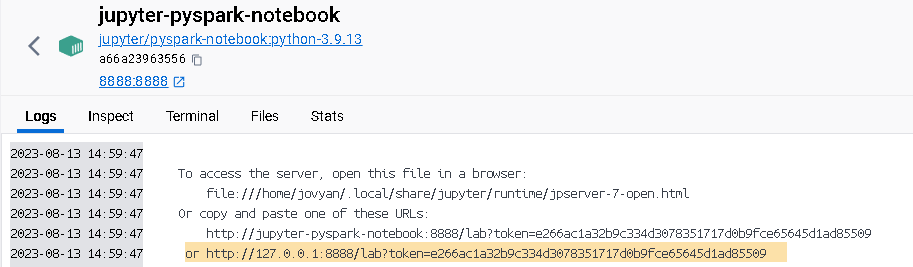 jupyter-pyspark-notebook
jupyter/pyspark-notebook:python-3.9.13
a66a23963556
8888:8888
Logs Inspect Terminal Files Stats
2023-08-13 14:59:47
2023-08-13 14:59:47 To access the server, open this file in a browser:
2023-08-13 14:59:47 file:///home/jovyan/.local/share/jupyter/runtime/jpserver-7-open.html
2023-08-13 14:59:47 Or copy and paste one of these URLs:
2023-08-13 14:59:47 http://jupyter-pyspark-notebook:8888/lab?token=e266ac1a32b9c334d3078351717d0b9fce65645d1ad85509
2023-08-13 14:59:47 or http://127.0.0.1:8888/lab?token=e266ac1a32b9c334d3078351717d0b9fce65645d1ad85509